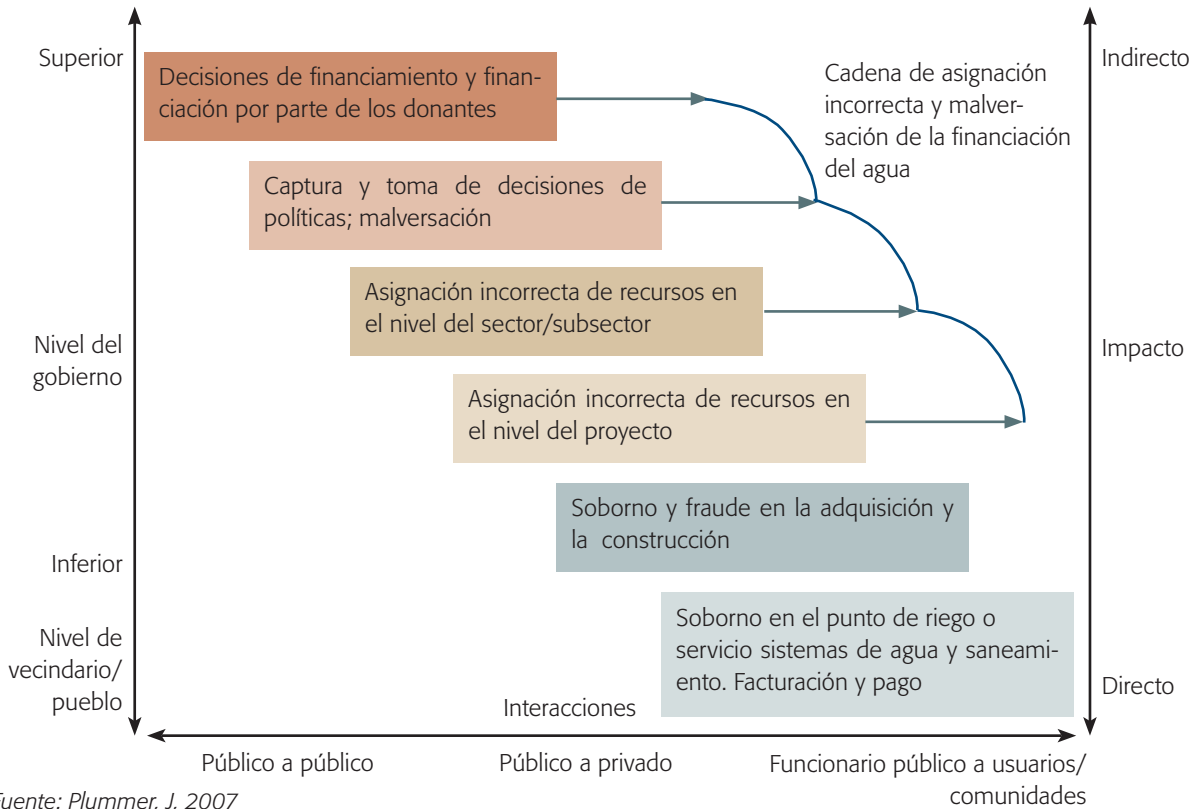 Superior
Indirecto
Decisiones de financiamiento y finan-
ciación por parte de los donantes
Cadena de asignación
incorrecta y malver-
sación de la financiación
del agua
Captura y toma de decisiones de
políticas; malversación
Asignación incorrecta de recursos en
el nivel del sector/subsector
Nivel del
gobierno
Impacto
Asignación incorrecta de recursos en
el nivel del proyecto
Soborno y fraude en la adquisición y
la construcción
Inferior
Nivel de
vecindario/
pueblo
Soborno en el punto de riego o
servicio sistemas de agua y saneami-
ento. Facturación y pago
Directo
Interacciones
Público a público
Público a privado
Funcionario público a usuarios/
comunidades
Fuente: Plummer, J, 2007